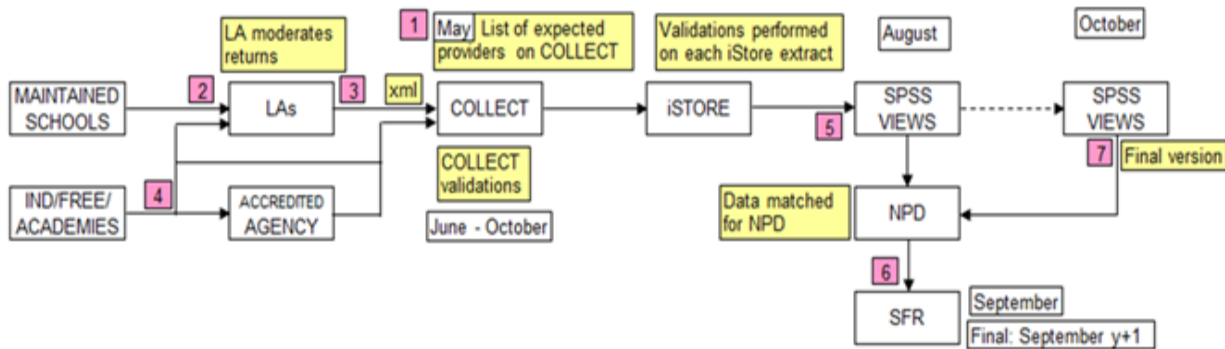 1
May List of expected
providers on COLLECT
LA moderates
returns
Validations performed
on each iStore extract
August
October
MAINTAINED
SCHOOLS
2
LAs
3
xml
COLLECT
iSTORE
5
SPSS
VIEWS
SPSS
VIEWS
7
Final version
COLLECT
validations
June - October
IND/FREE/
ACADEMIES
4
ACCREDITED
AGENCY
Data matched
for NPD
NPD
6
SFR
September
Final: September y+1